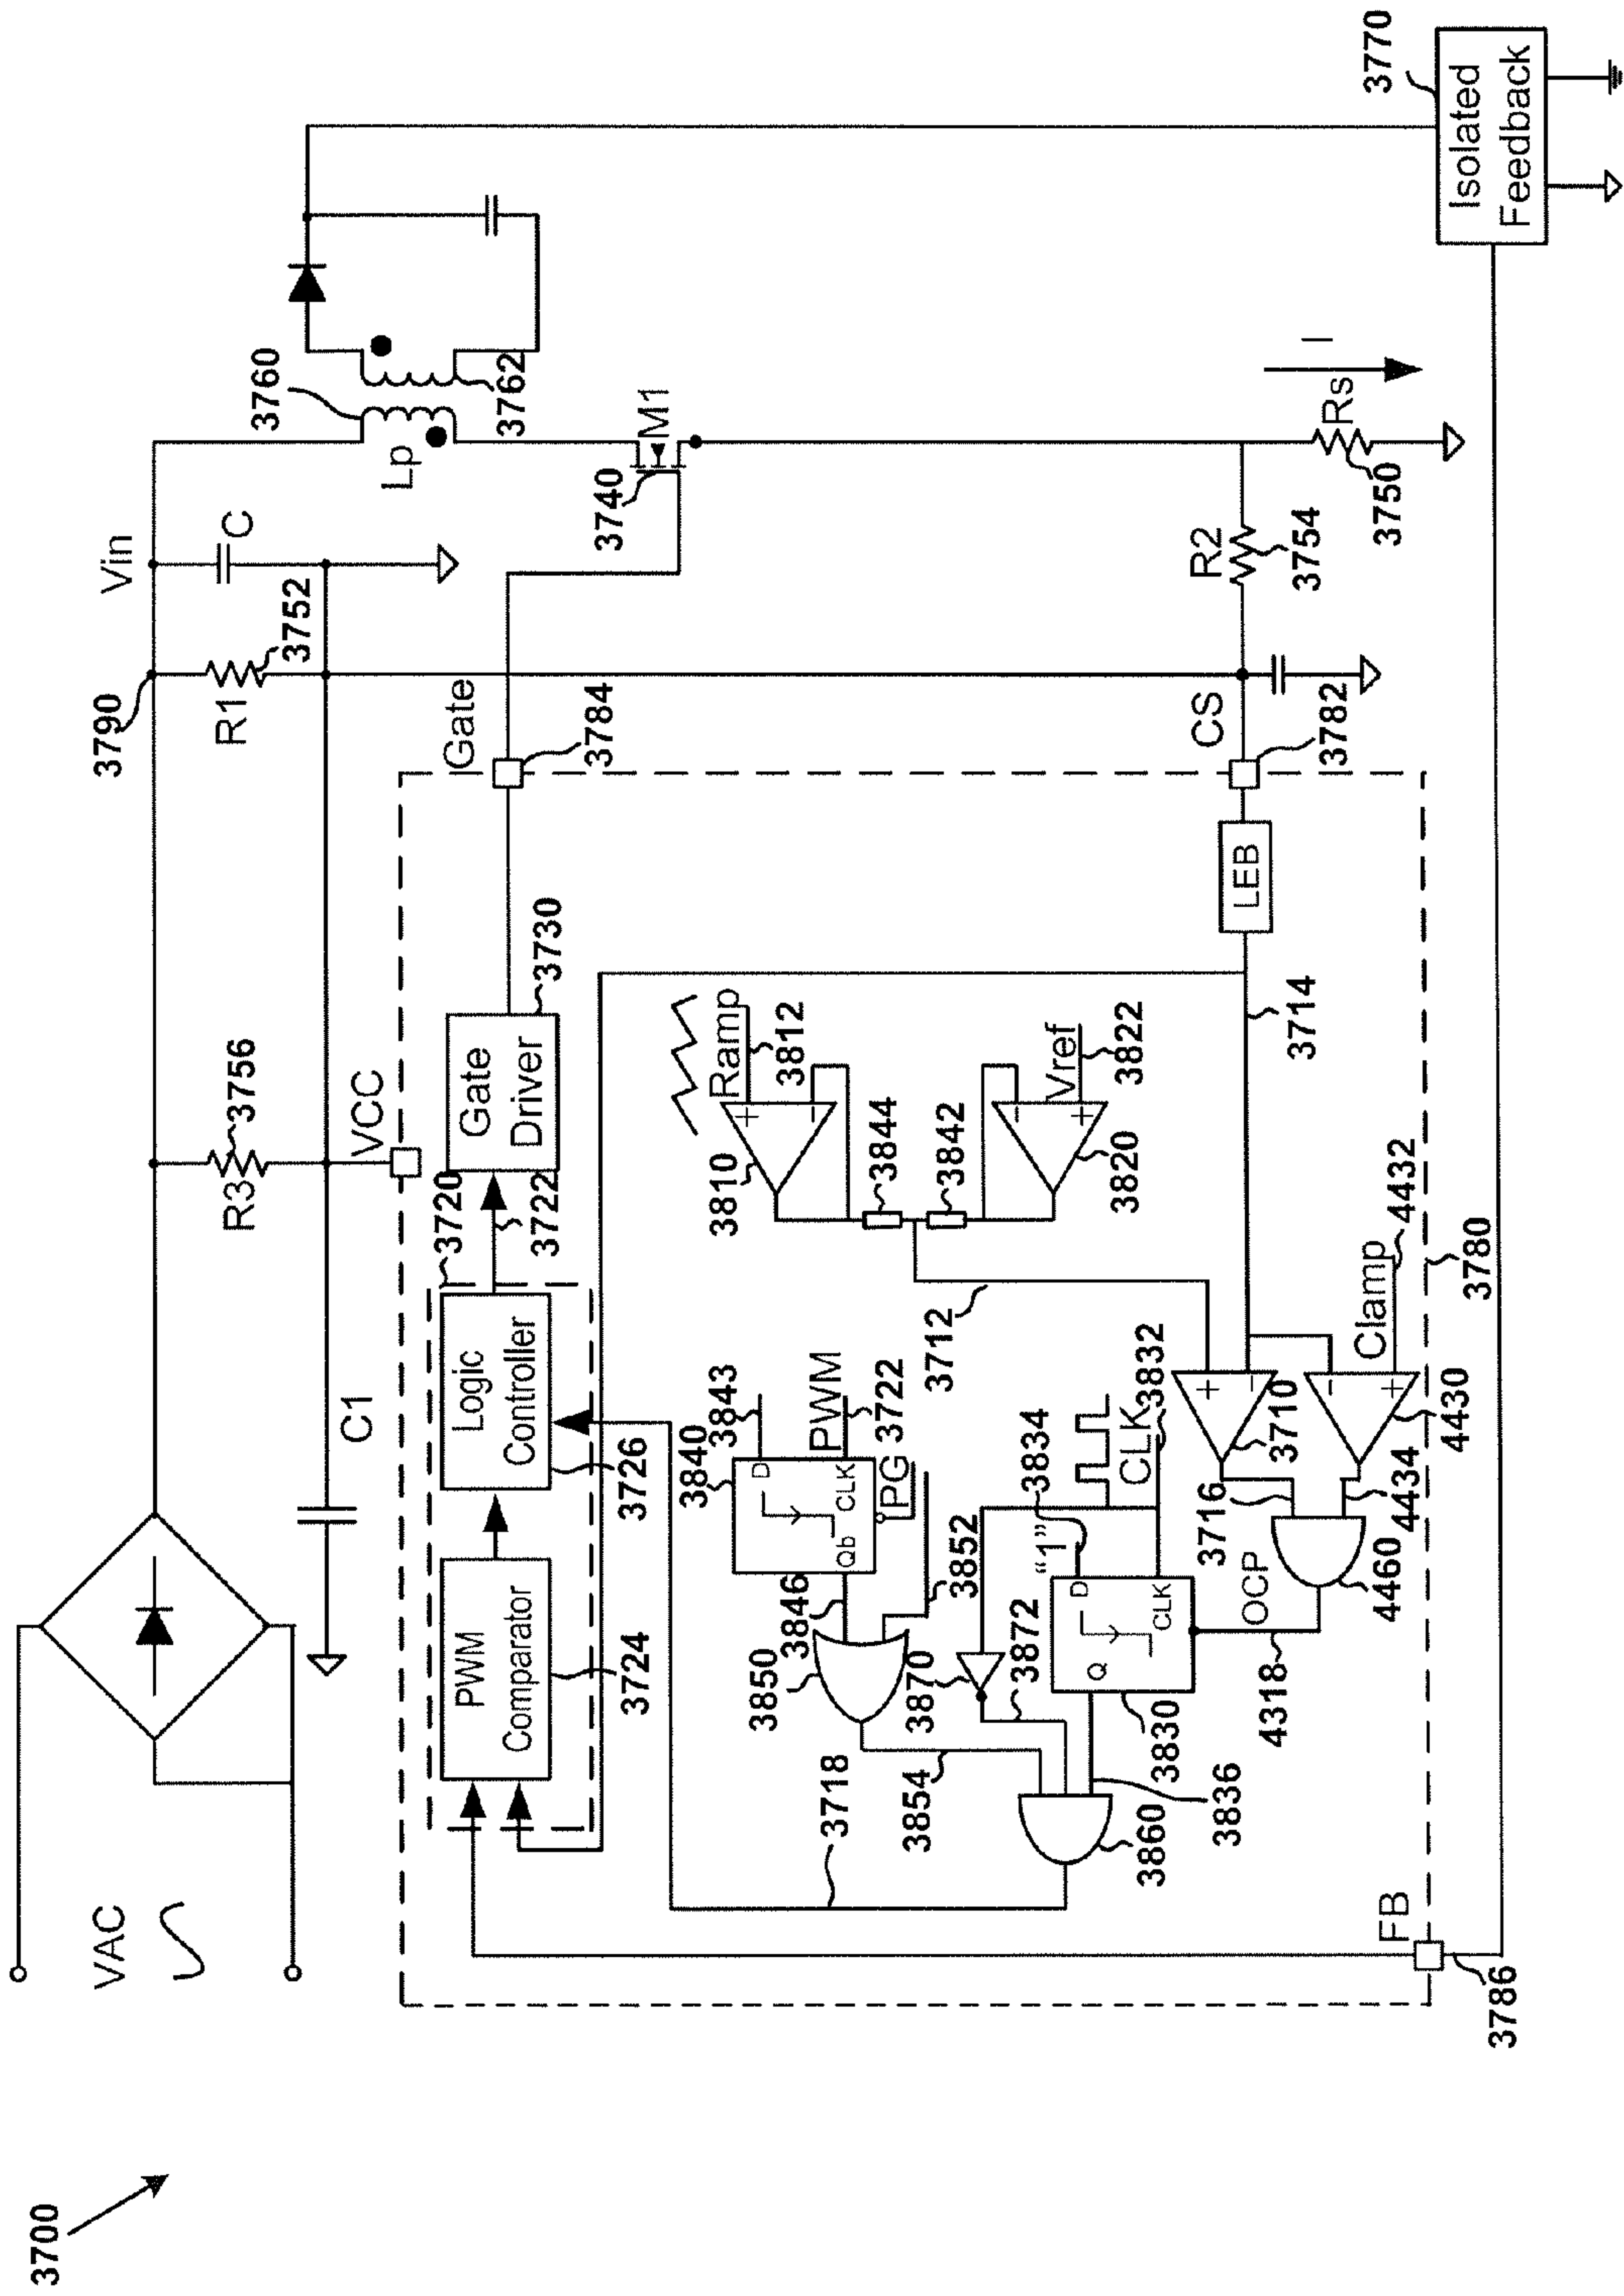 3700
VAC
C1
R3
3756
VCC
3790
R1
3752
Vin
C
3760
Lp
3762
3740
M1
Gate
3784
3720
3722
Gate
Driver
3730
PWM
Comparator
3724
Logic
Controller
3726
3840
3843
D
CLK
Qb
PWM
3722
PG
3846
3850
3852
3854
3718
3870
3872
"1"
3834
CLK
3832
D
CLK
Q
3830
3836
3860
3810
+
-
Ramp
3812
3844
3842
-
+
Vref
3822
3820
3712
3714
+
-
3710
-
+
Clamp
4432
4430
3716
4434
4460
OCP
4318
3780
LEB
CS
3782
R2
3754
Rs
3750
I
FB
3786
3770
Isolated
Feedback